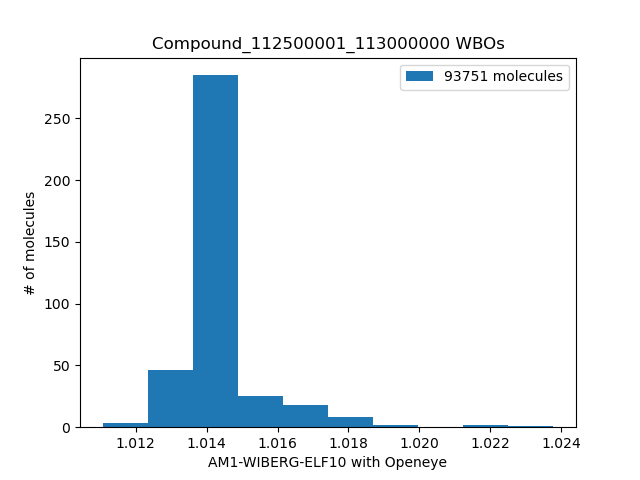 Compound_112500001_113000000 WBOs
93751 molecules
# of molecules
250
200
150
100
50
0
1.012 1.014 1.016 1.018 1.020 1.022 1.024
AM1-WIBERG-ELF10 with Openeye